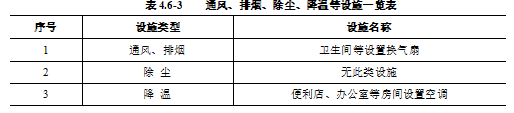 表 4.6-3 通风、排烟、除尘、降温等设施一览表
序号 设施类型 设施名称
1 通风、排烟 卫生间等设置换气扇
2 除 尘 无此类设施
3 降 温 便利店、办公室等房间设置空调